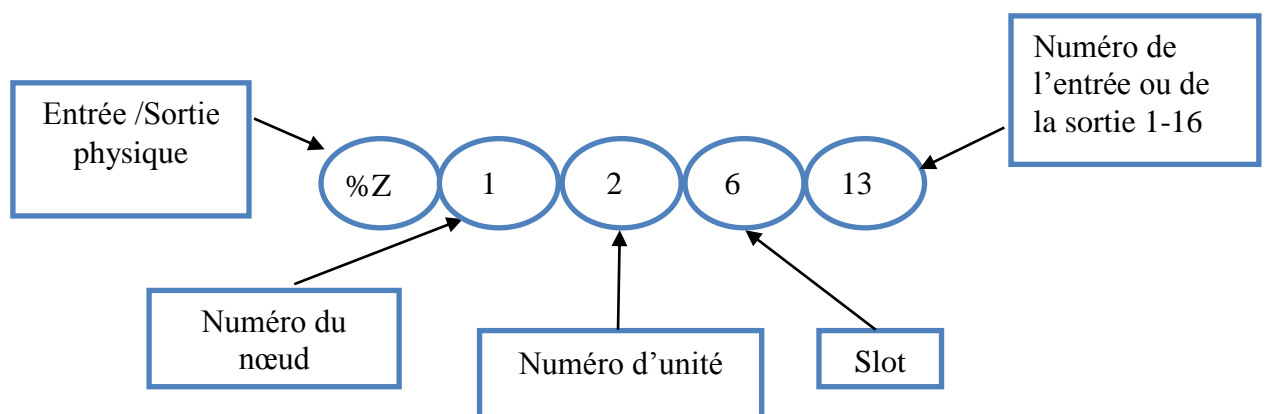 Numéro de
l’entrée ou de
la sortie 1-16
Entrée /Sortie
physique
%Z 1 2 6 13
Numéro du
nœud
Numéro d’unité
Slot